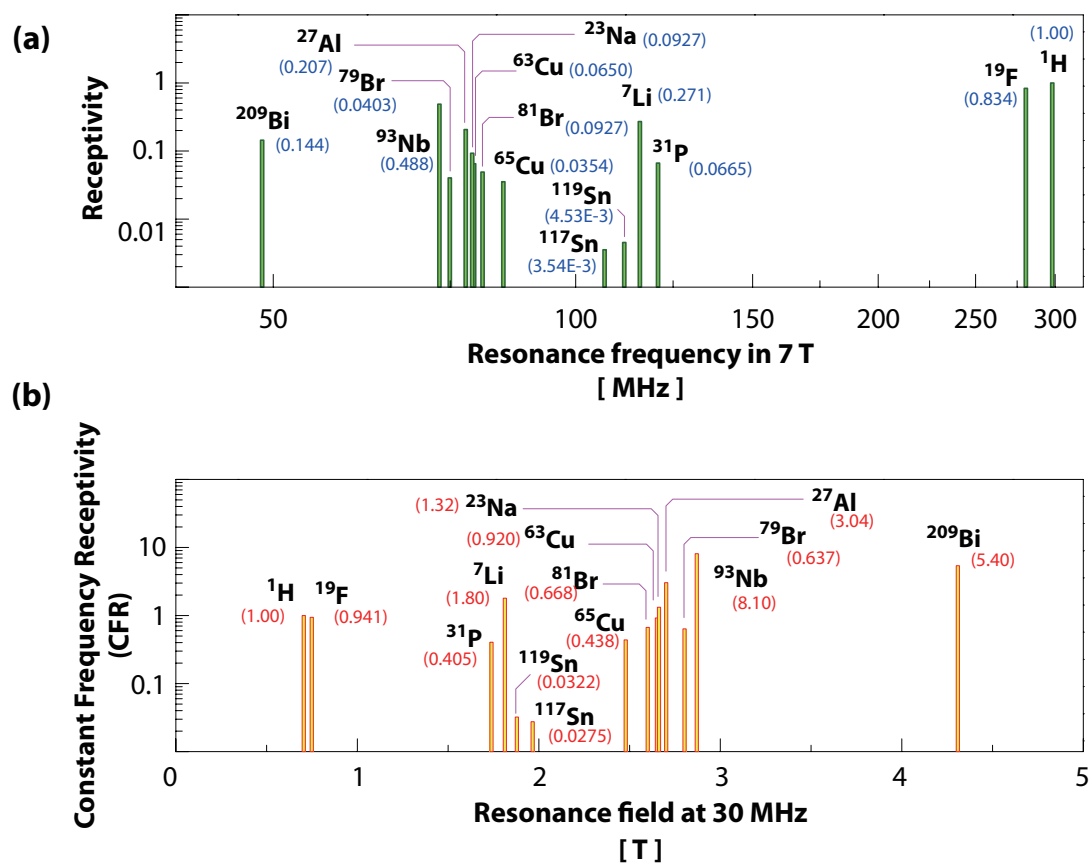 (a)
Receptivity
1
0.1
0.01
²⁰⁹Bi
(0.144)
²⁷Al
(0.207)
⁷⁹Br
(0.0403)
⁹³Nb
(0.488)
²³Na (0.0927)
⁶³Cu (0.0650)
⁸¹Br
(0.0927)
⁶⁵Cu (0.0354)
¹¹⁹Sn
(4.53E-3)
¹¹⁷Sn
(3.54E-3)
⁷Li (0.271)
³¹P
(0.0665)
¹⁹F
(0.834)
(1.00)
¹H
50 100 150 200 250 300
Resonance frequency in 7 T
[ MHz ]
(b)
Constant Frequency Receptivity
(CFR)
10
1
0.1
¹H
(1.00)
¹⁹F
(0.941)
³¹P
(0.405)
⁷Li
(1.80)
¹¹⁹Sn
(0.0322)
¹¹⁷Sn
(0.0275)
(1.32) ²³Na
(0.920) ⁶³Cu
⁸¹Br
(0.668)
⁶⁵Cu
(0.438)
²⁷Al
(3.04)
⁷⁹Br
(0.637)
⁹³Nb
(8.10)
²⁰⁹Bi
(5.40)
0 1 2 3 4 5
Resonance field at 30 MHz
[ T ]